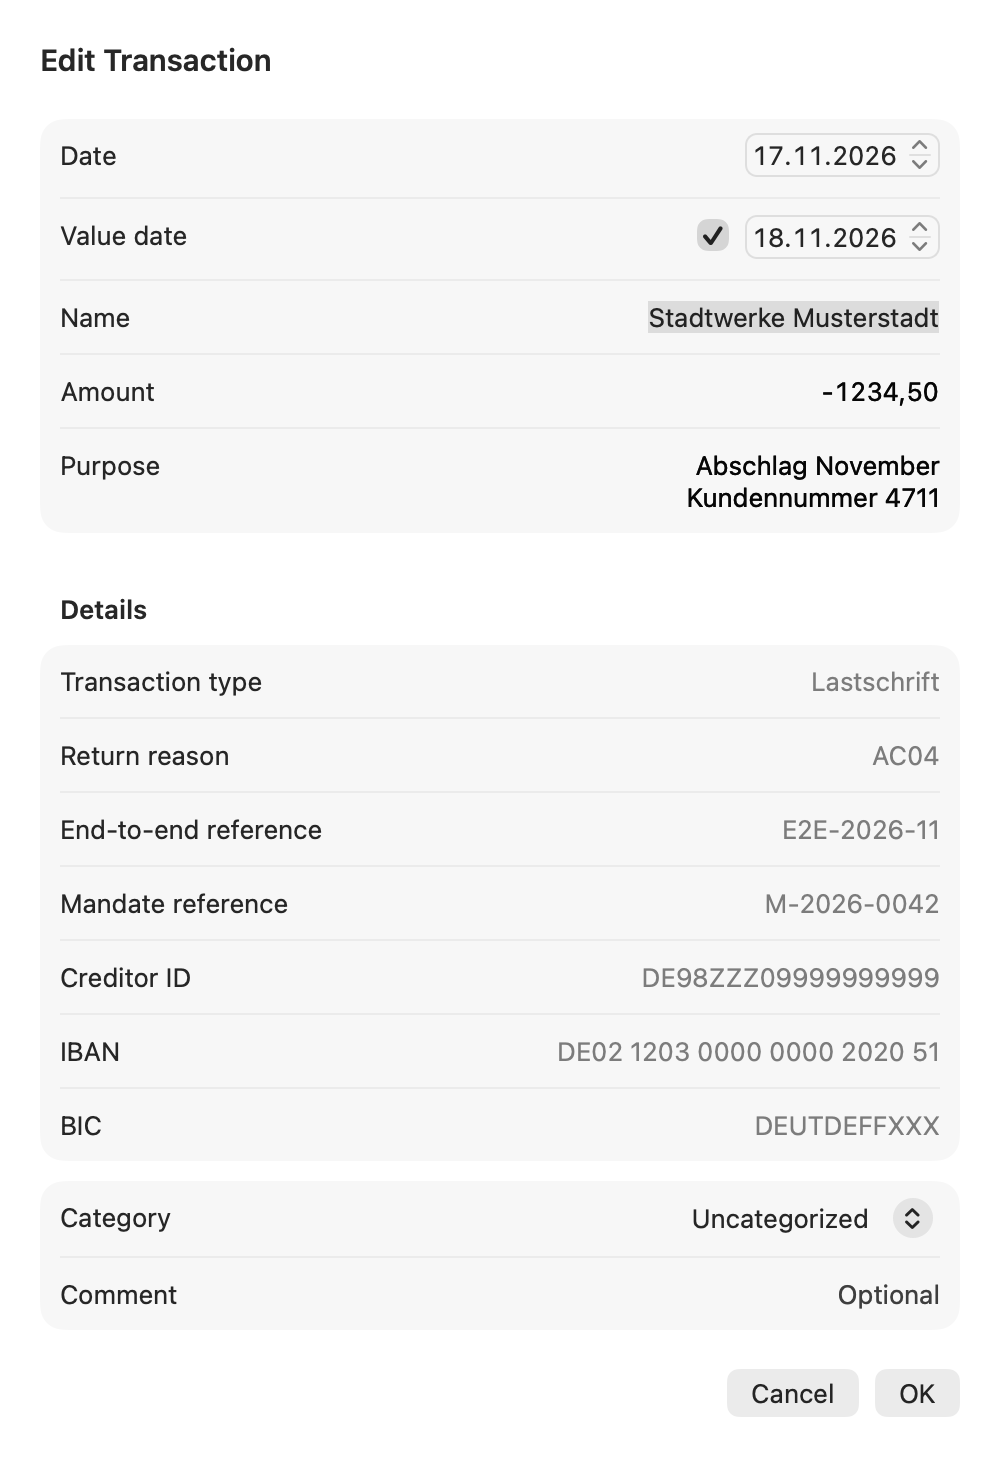 Edit Transaction
Date 17.11.2026
Value date 18.11.2026
Name Stadtwerke Musterstadt
Amount -1234,50
Purpose Abschlag November
Kundennummer 4711
Details
Transaction type Lastschrift
Return reason AC04
End-to-end reference E2E-2026-11
Mandate reference M-2026-0042
Creditor ID DE98ZZZ09999999999
IBAN DE02 1203 0000 0000 2020 51
BIC DEUTDEFFXXX
Category Uncategorized
Comment Optional
Cancel OK